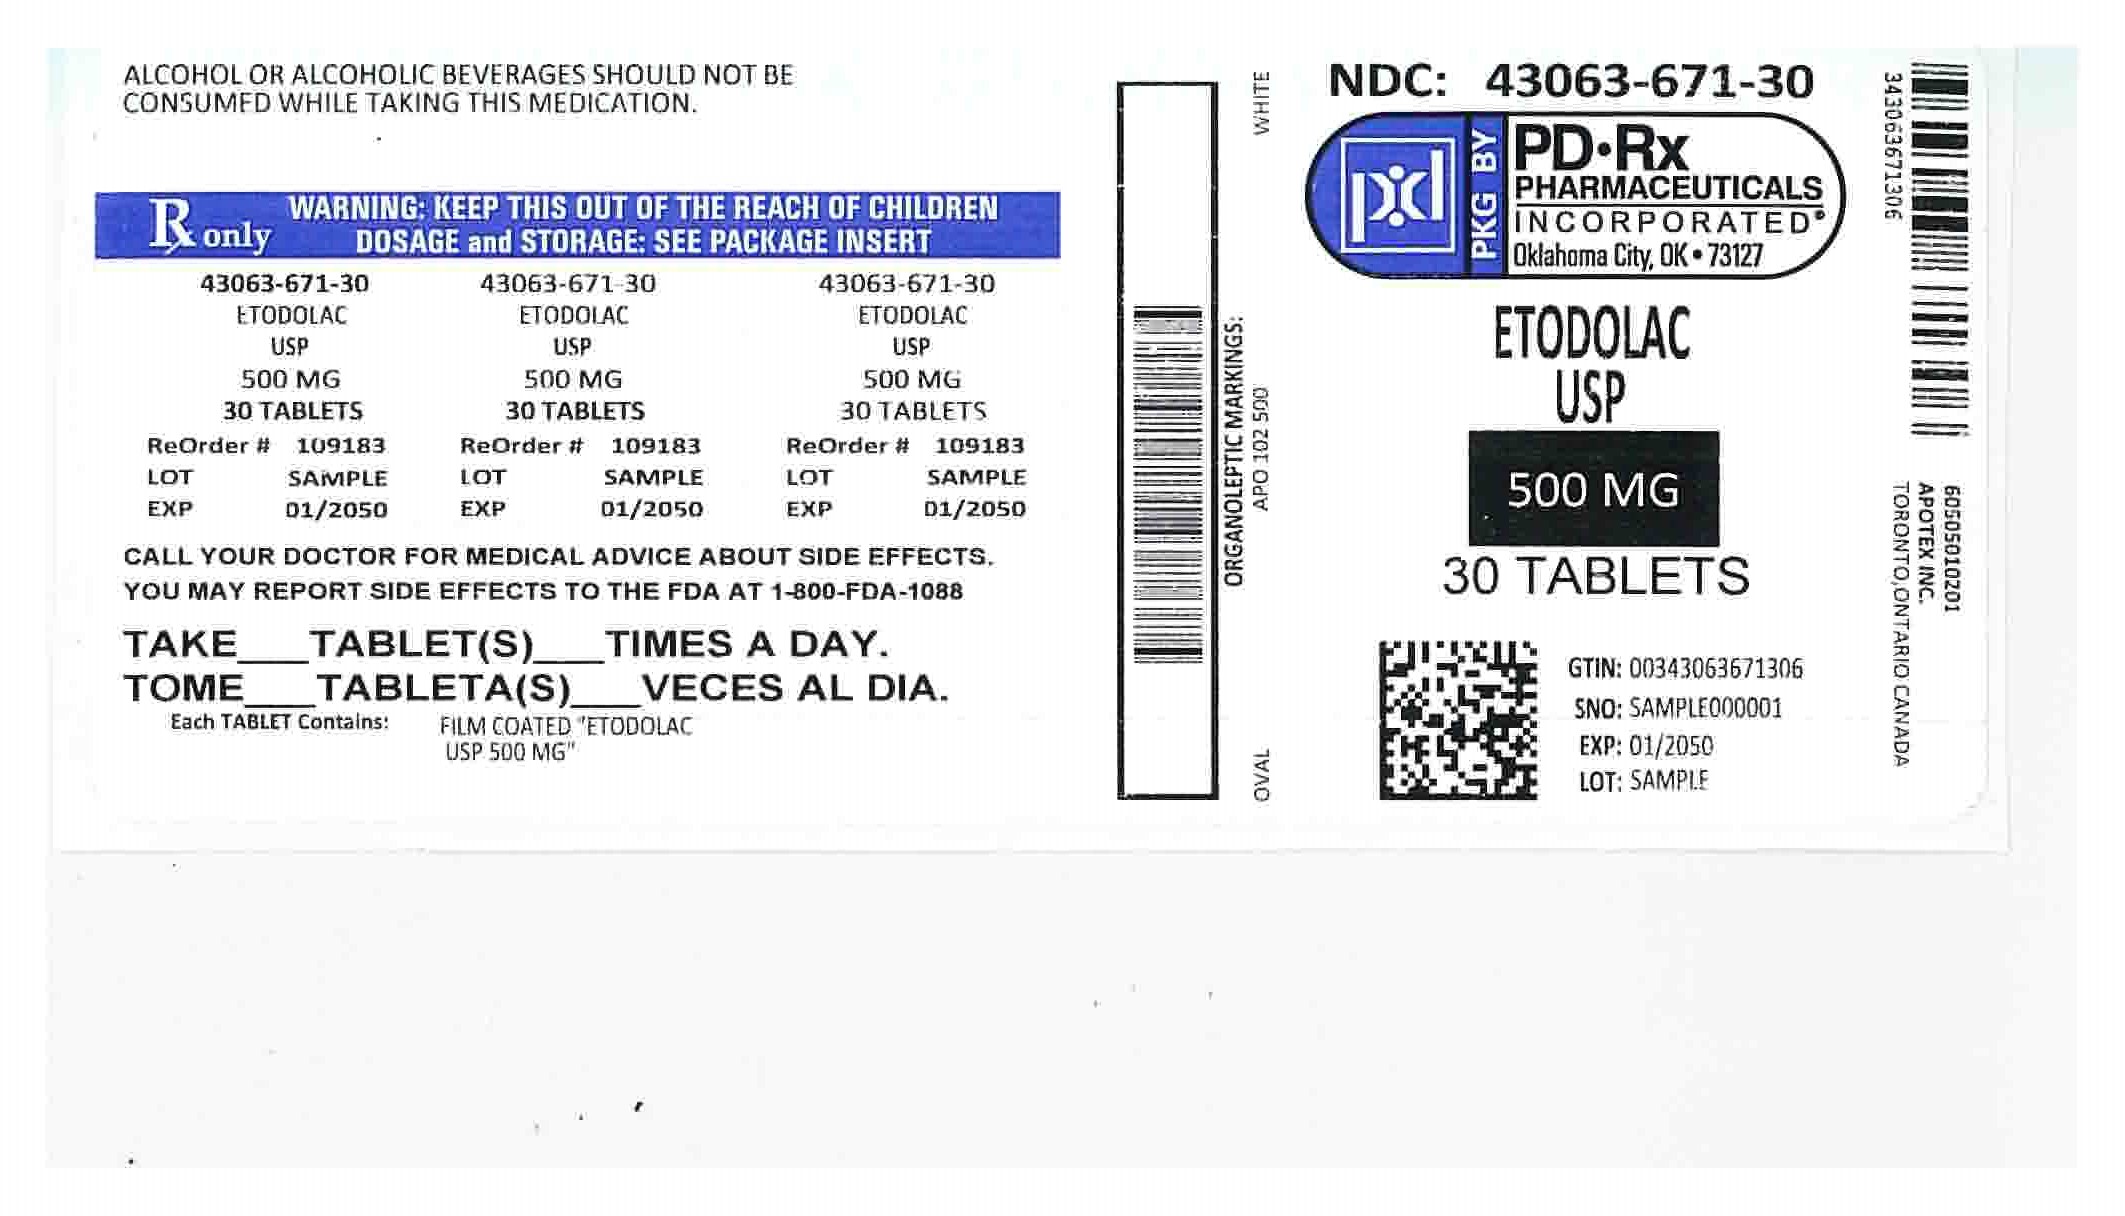 ALCOHOL OR ALCOHOLIC BEVERAGES SHOULD NOT BE
CONSUMED WHILE TAKING THIS MEDICATION.
Rx only
WARNING: KEEP THIS OUT OF THE REACH OF CHILDREN
DOSAGE and STORAGE: SEE PACKAGE INSERT
43063-671-30 43063-671-30 43063-671-30
ETODOLAC ETODOLAC ETODOLAC
USP USP USP
500 MG 500 MG 500 MG
30 TABLETS 30 TABLETS 30 TABLETS
ReOrder # 109183 ReOrder # 109183 ReOrder # 109183
LOT SAMPLE LOT SAMPLE LOT SAMPLE
EXP 01/2050 EXP 01/2050 EXP 01/2050
CALL YOUR DOCTOR FOR MEDICAL ADVICE ABOUT SIDE EFFECTS.
YOU MAY REPORT SIDE EFFECTS TO THE FDA AT 1-800-FDA-1088
TAKE___TABLET(S)___TIMES A DAY.
TOME___TABLETA(S)___VECES AL DIA.
Each TABLET Contains: FILM COATED "ETODOLAC
USP 500 MG"
ORGANOLEPTIC MARKINGS:
OVAL APO 102 500 WHITE
NDC: 43063-671-30
pd
PKG BY
PD•Rx
PHARMACEUTICALS
INCORPORATED®
Oklahoma City, OK • 73127
ETODOLAC
USP
500 MG
30 TABLETS
GTIN: 00343063671306
SNO: SAMPLE000001
EXP: 01/2050
LOT: SAMPLE
343063671306
60505010201
APOTEX INC.
TORONTO,ONTARIO CANADA